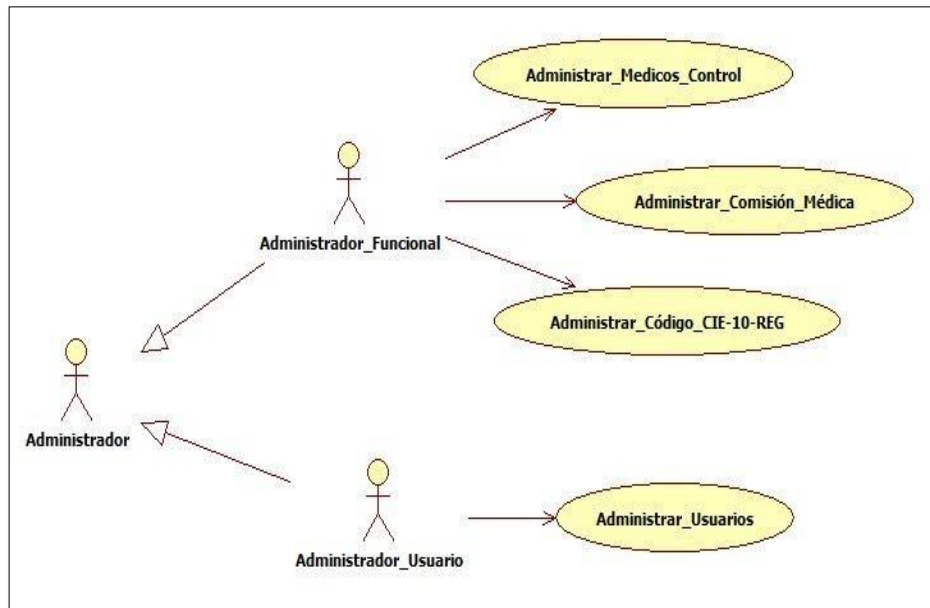 Administrar_Medicos_Control
Administrar_Comisión_Médica
Administrador_Funcional
Administrar_Código_CIE-10-REG
Administrador
Administrar_Usuarios
Administrador_Usuario